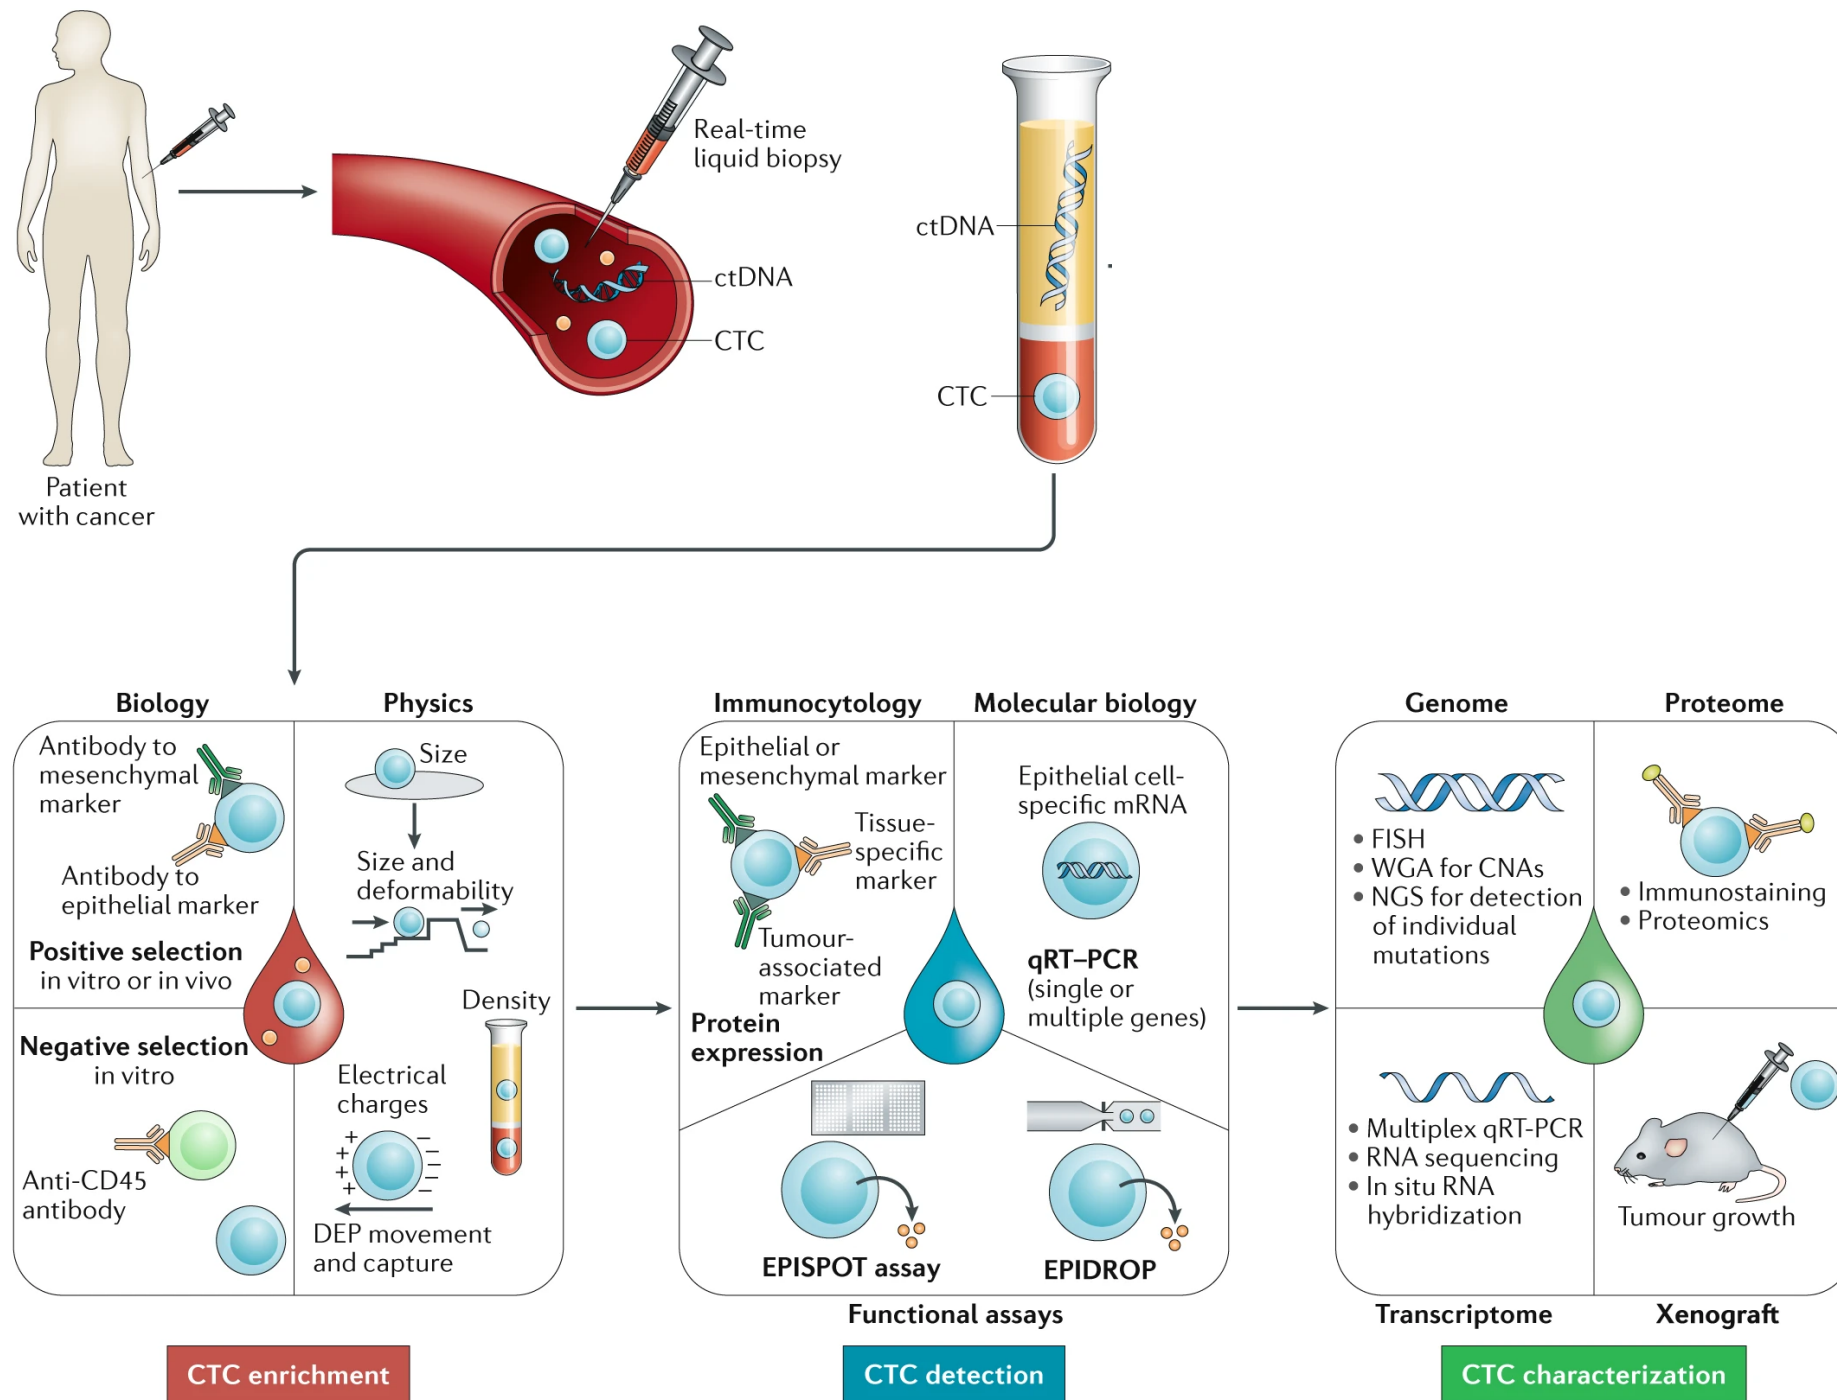 Real-time
liquid biopsy
ctDNA
CTC
ctDNA
CTC
Patient
with cancer
Biology
Physics
Antibody to
mesenchymal
marker
Antibody to
epithelial marker
Positive selection
in vitro or in vivo
Negative selection
in vitro
Anti-CD45
antibody
Size
Size and
deformability
Density
Electrical
charges
+
+
+
+
+
−
−
−
−
−
DEP movement
and capture
CTC enrichment
Immunocytology
Molecular biology
Epithelial or
mesenchymal marker
Tissue-
specific
marker
Tumour-
associated
marker
Protein
expression
Epithelial cell-
specific mRNA
qRT–PCR
(single or
multiple genes)
EPISPOT assay
EPIDROP
Functional assays
CTC detection
Genome
Proteome
• FISH
• WGA for CNAs
• NGS for detection
of individual
mutations
• Immunostaining
• Proteomics
• Multiplex qRT-PCR
• RNA sequencing
• In situ RNA
hybridization
Tumour growth
Transcriptome
Xenograft
CTC characterization